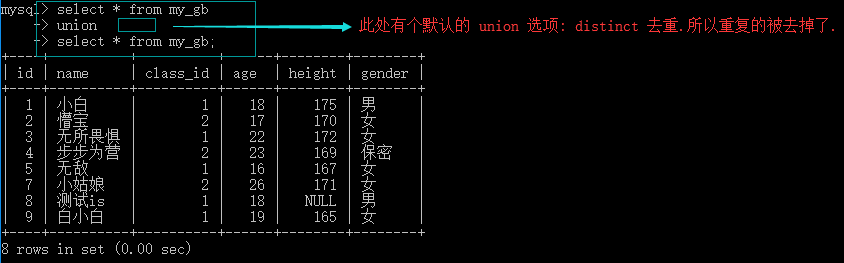 mysql> select * from my_gb
-> union 此处有个默认的 union 选项: distinct 去重.所以重复的被去掉了.
-> select * from my_gb;
+----+----------+----------+------+--------+--------+
| id | name | class_id | age | height | gender |
+----+----------+----------+------+--------+--------+
| 1 | 小白 | 1 | 18 | 175 | 男
| 2 | 懵宝 | 2 | 17 | 170 | 女
| 3 | 无所畏惧 | 1 | 22 | 172 | 女
| 4 | 步步为营 | 2 | 23 | 169 | 保密
| 5 | 无敌 | 1 | 16 | 167 | 女
| 7 | 小姑娘 | 2 | 26 | 171 | 女
| 8 | 测试is | 1 | 18 | NULL | 男
| 9 | 白小白 | 1 | 19 | 165 | 女
+----+----------+----------+------+--------+--------+
8 rows in set (0.00 sec)